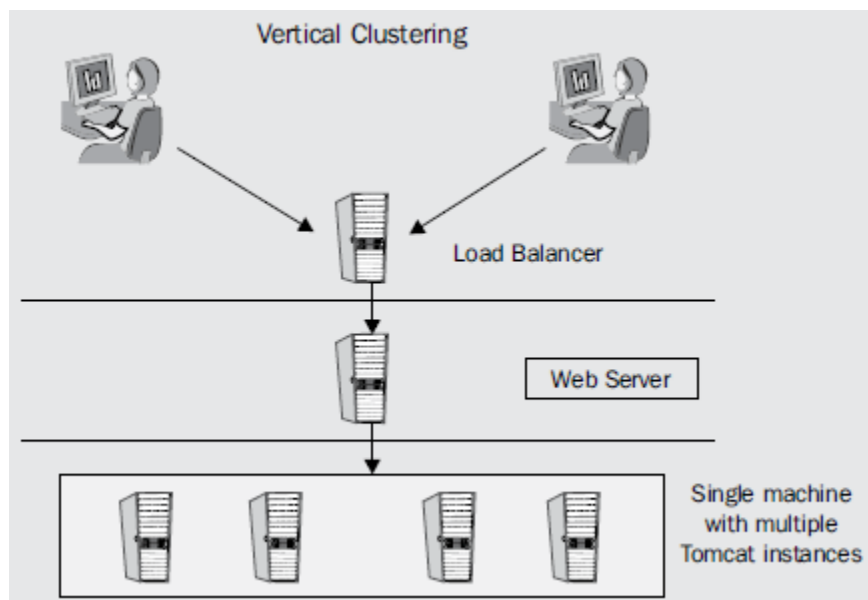 Vertical Clustering
Load Balancer
Web Server
Single machine
with multiple
Tomcat instances